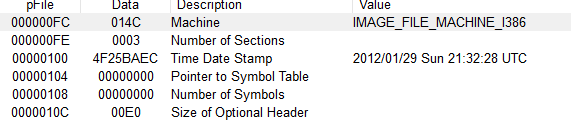 pFile Data Description Value
000000FC 014C Machine IMAGE_FILE_MACHINE_I386
000000FE 0003 Number of Sections
00000100 4F25BAEC Time Date Stamp 2012/01/29 Sun 21:32:28 UTC
00000104 00000000 Pointer to Symbol Table
00000108 00000000 Number of Symbols
0000010C 00E0 Size of Optional Header